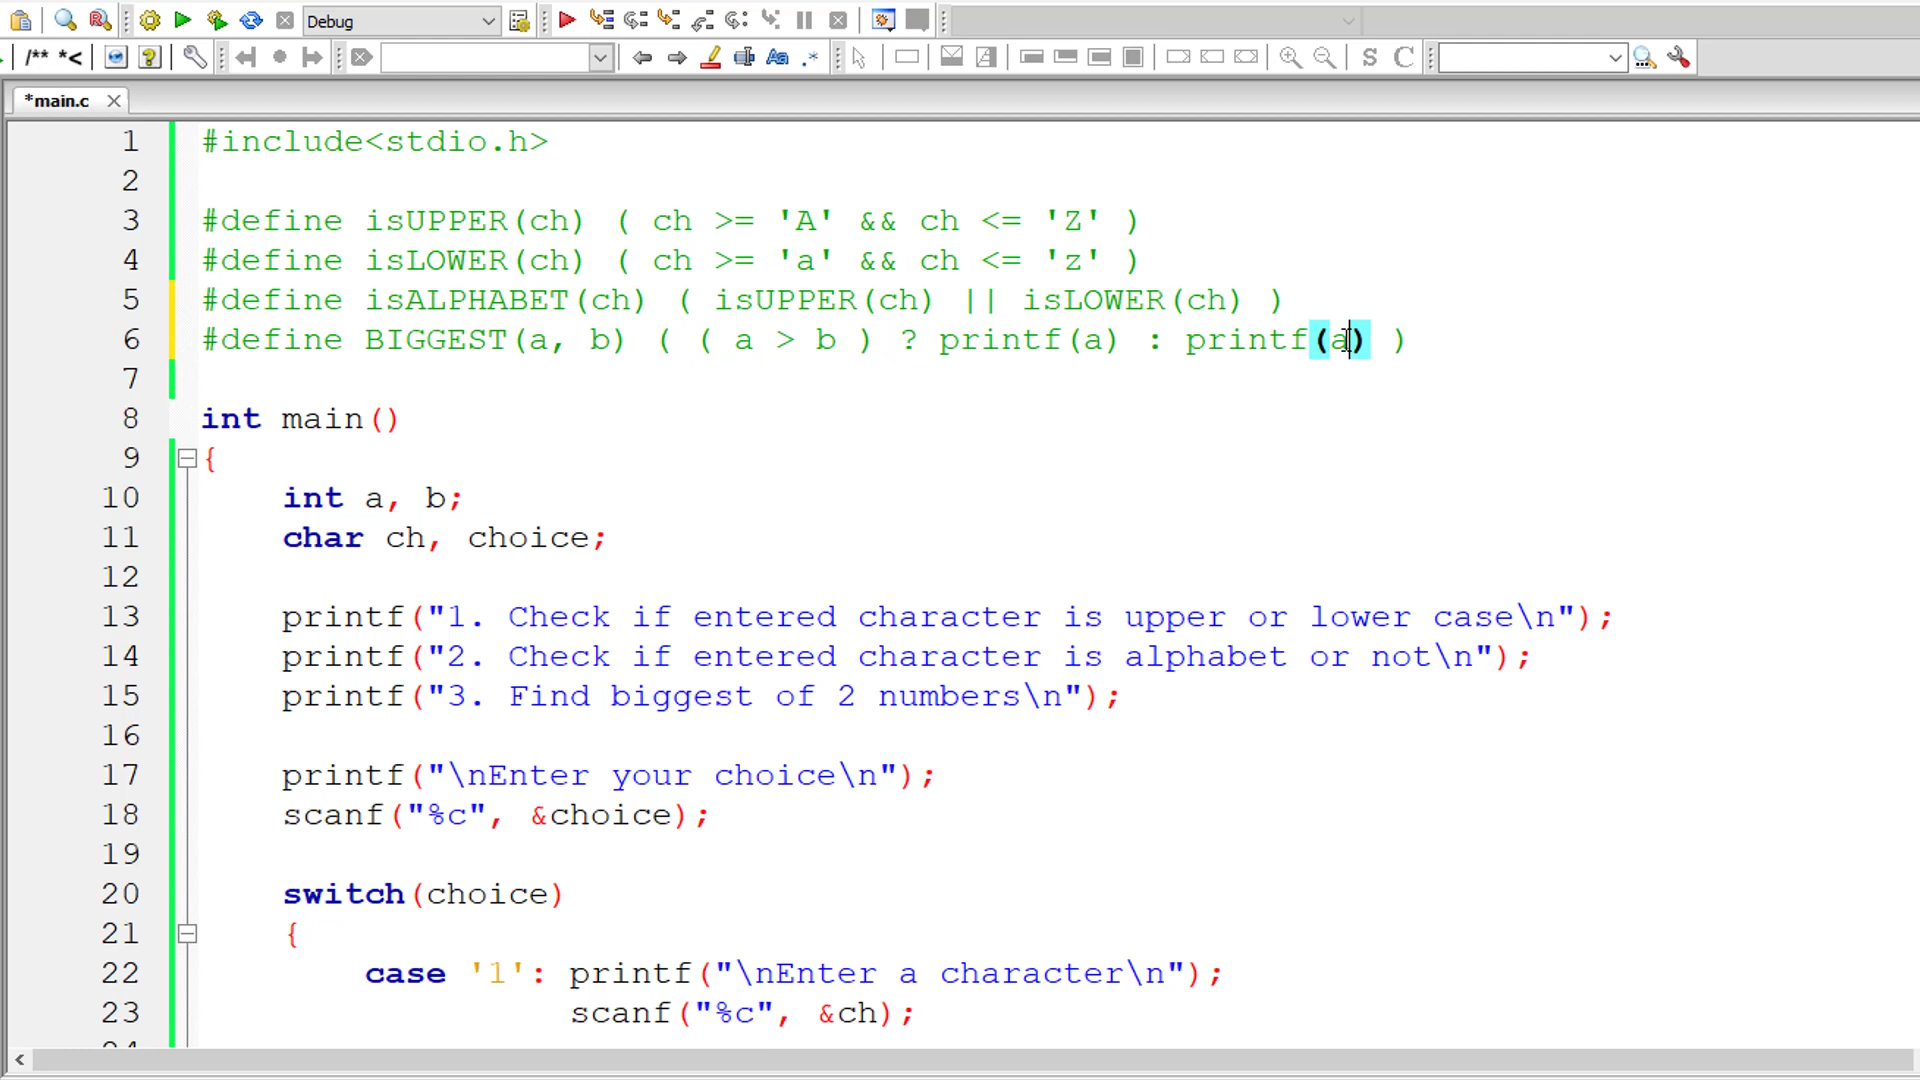 Debug
/** *<
Aa .*
S C
*main.c
1 #include<stdio.h>
2
3 #define isUPPER(ch) ( ch >= 'A' && ch <= 'Z' )
4 #define isLOWER(ch) ( ch >= 'a' && ch <= 'z' )
5 #define isALPHABET(ch) ( isUPPER(ch) || isLOWER(ch) )
6 #define BIGGEST(a, b) ( ( a > b ) ? printf(a) : printf(a) )
7
8 int main()
9 {
10 int a, b;
11 char ch, choice;
12
13 printf("1. Check if entered character is upper or lower case\n");
14 printf("2. Check if entered character is alphabet or not\n");
15 printf("3. Find biggest of 2 numbers\n");
16
17 printf("\nEnter your choice\n");
18 scanf("%c", &choice);
19
20 switch(choice)
21 {
22 case '1': printf("\nEnter a character\n");
23 scanf("%c", &ch);